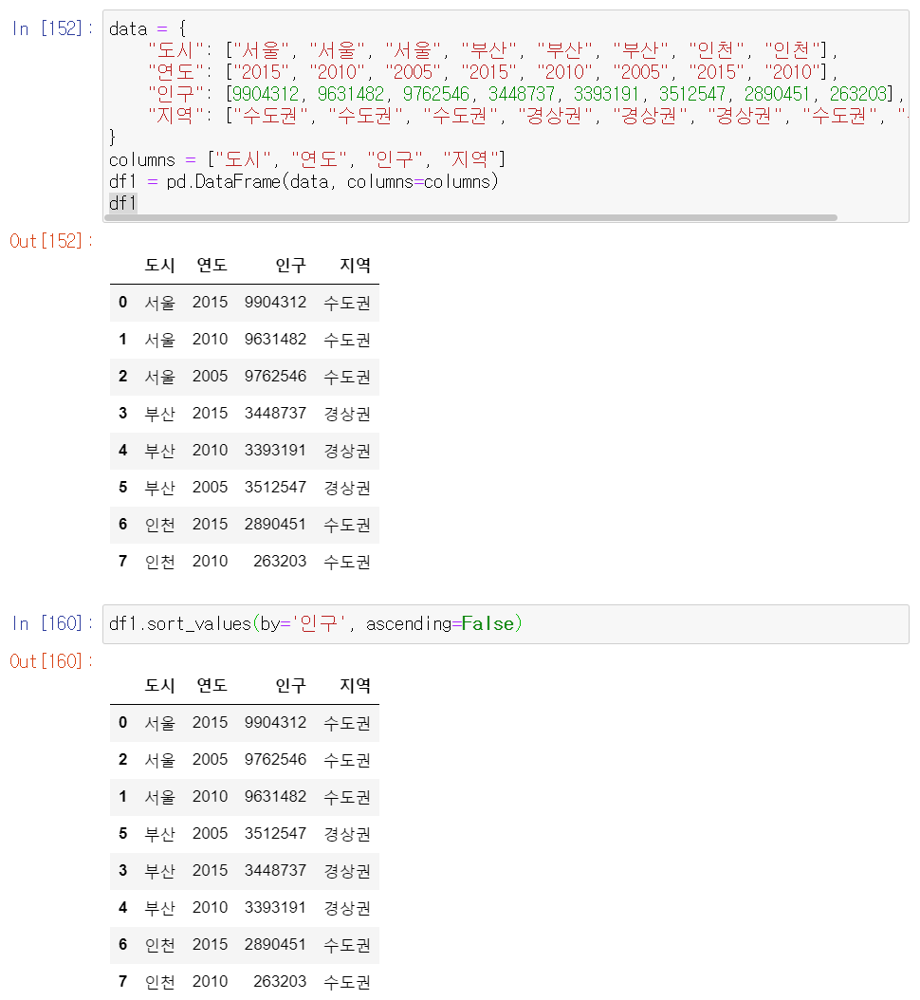 In [152]:
data = {
    "도시": ["서울", "서울", "서울", "부산", "부산", "부산", "인천", "인천"],
    "연도": ["2015", "2010", "2005", "2015", "2010", "2005", "2015", "2010"],
    "인구": [9904312, 9631482, 9762546, 3448737, 3393191, 3512547, 2890451, 263203],
    "지역": ["수도권", "수도권", "수도권", "경상권", "경상권", "경상권", "수도권", "
}
columns = ["도시", "연도", "인구", "지역"]
df1 = pd.DataFrame(data, columns=columns)
df1
Out[152]:
도시 연도 인구 지역
0 서울 2015 9904312 수도권
1 서울 2010 9631482 수도권
2 서울 2005 9762546 수도권
3 부산 2015 3448737 경상권
4 부산 2010 3393191 경상권
5 부산 2005 3512547 경상권
6 인천 2015 2890451 수도권
7 인천 2010 263203 수도권
In [160]:
df1.sort_values(by='인구', ascending=False)
Out[160]:
도시 연도 인구 지역
0 서울 2015 9904312 수도권
2 서울 2005 9762546 수도권
1 서울 2010 9631482 수도권
5 부산 2005 3512547 경상권
3 부산 2015 3448737 경상권
4 부산 2010 3393191 경상권
6 인천 2015 2890451 수도권
7 인천 2010 263203 수도권